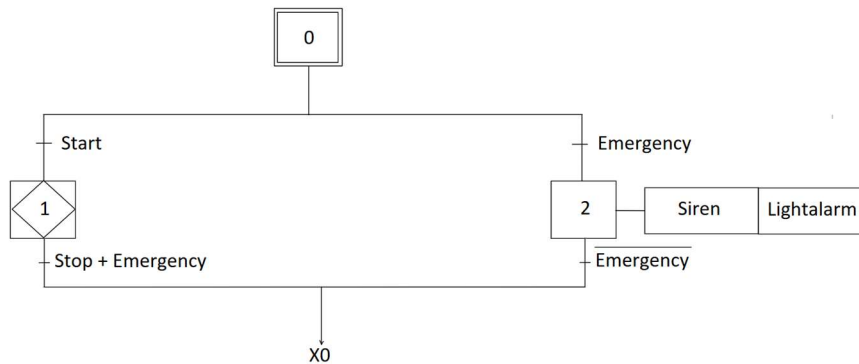 0
Start
Emergency
1
2
Siren
Lightalarm
Stop + Emergency
Emergency
X0